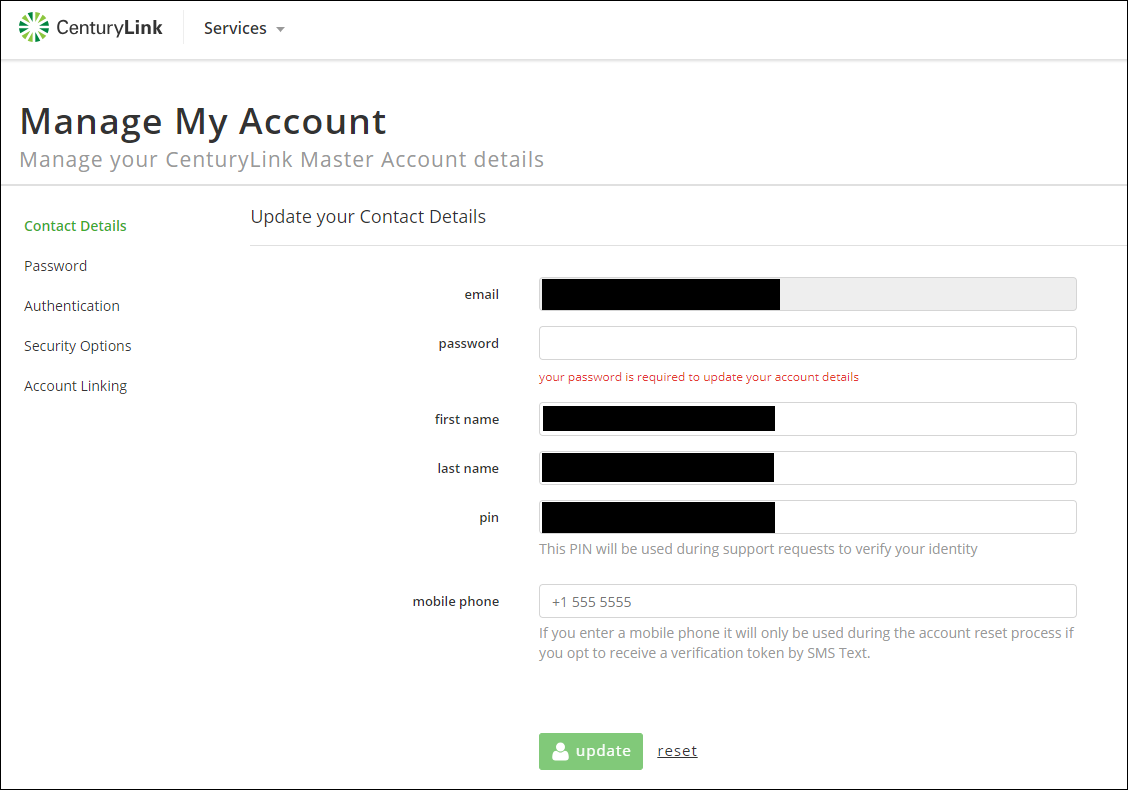 CenturyLink
Services
Manage My Account
Manage your CenturyLink Master Account details
Contact Details
Password
Authentication
Security Options
Account Linking
Update your Contact Details
email
password
your password is required to update your account details
first name
last name
pin
This PIN will be used during support requests to verify your identity
mobile phone
+1 555 5555
If you enter a mobile phone it will only be used during the account reset process if
you opt to receive a verification token by SMS Text.
update
reset